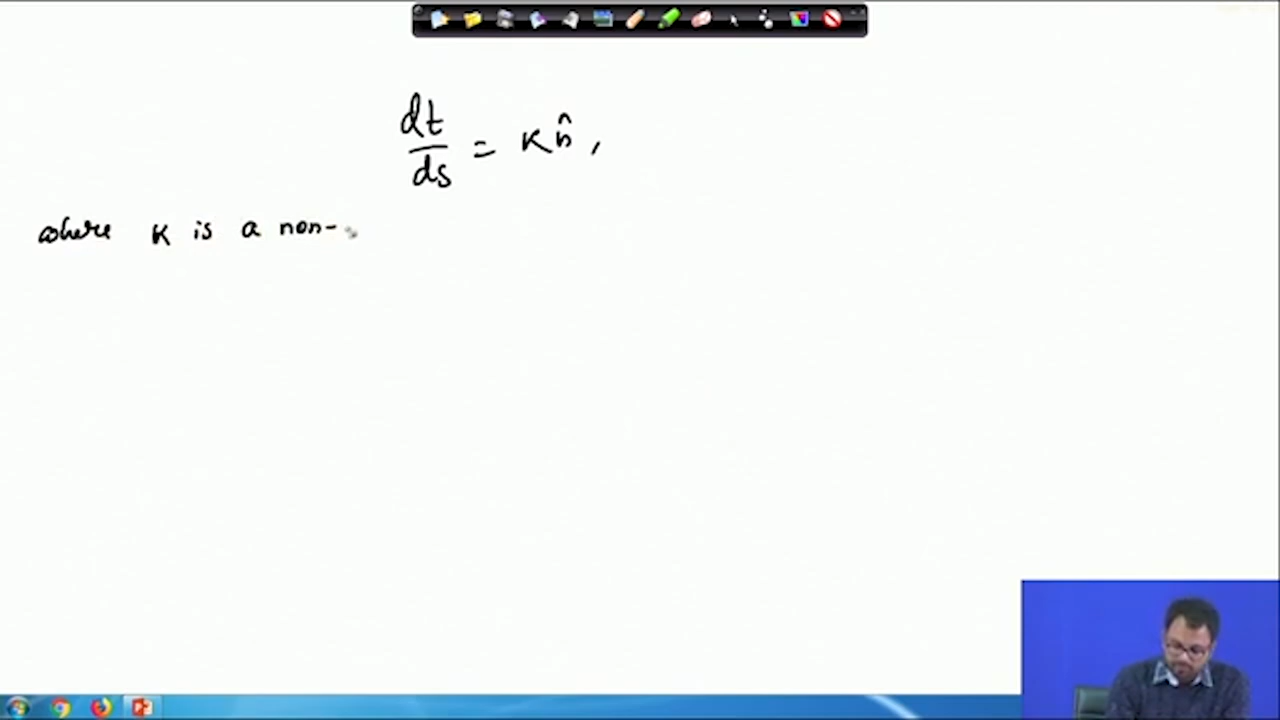 dt/ds = κn̂,
where κ is a non-